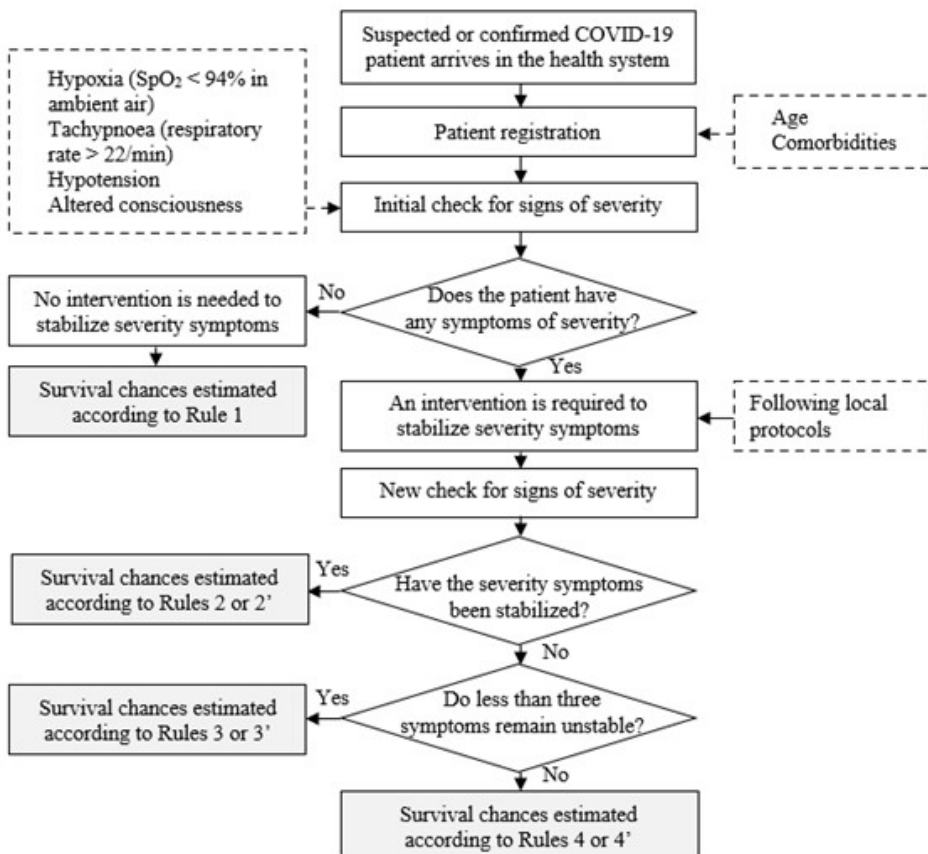 Suspected or confirmed COVID-19
patient arrives in the health system
Hypoxia (SpO₂ < 94% in
ambient air)
Tachypnoea (respiratory
rate > 22/min)
Hypotension
Altered consciousness
Patient registration
Age
Comorbidities
Initial check for signs of severity
Does the patient have
any symptoms of severity?
No
No intervention is needed to
stabilize severity symptoms
Survival chances estimated
according to Rule 1
Yes
An intervention is required to
stabilize severity symptoms
Following local
protocols
New check for signs of severity
Have the severity symptoms
been stabilized?
Yes
Survival chances estimated
according to Rules 2 or 2’
No
Do less than three
symptoms remain unstable?
Yes
Survival chances estimated
according to Rules 3 or 3’
No
Survival chances estimated
according to Rules 4 or 4’